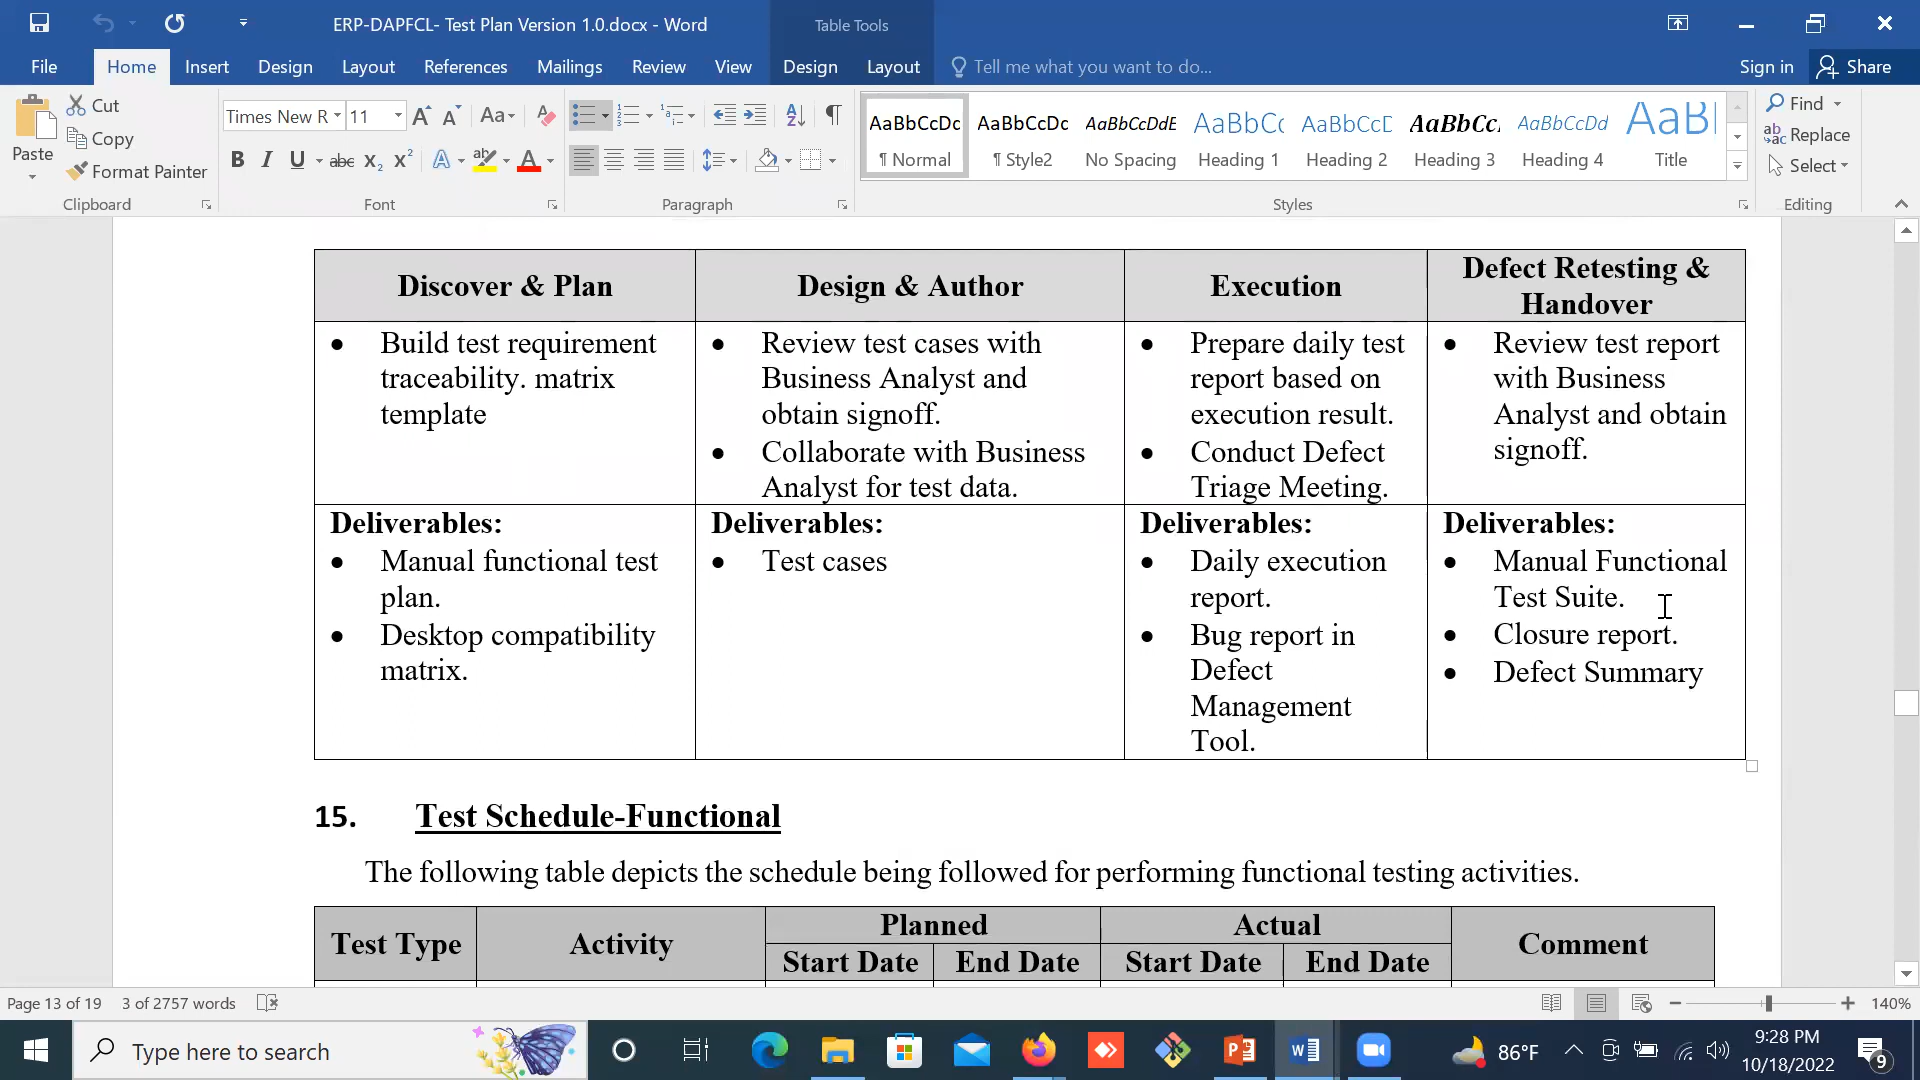 ERP-DAPFCL- Test Plan Version 1.0.docx - Word
Table Tools
File
Home
Insert
Design
Layout
References
Mailings
Review
View
Design
Layout
Tell me what you want to do...
Sign in
Share
Paste
Cut
Copy
Format Painter
Clipboard
Times New R
11
Font
Paragraph
AaBbCcDc
¶ Normal
AaBbCcDc
¶ Style2
AaBbCcDdE
No Spacing
AaBbCc
Heading 1
AaBbCcD
Heading 2
AaBbCc
Heading 3
AaBbCcDd
Heading 4
AaB
Title
Styles
Find
Replace
Select
Editing
Discover & Plan
Design & Author
Execution
Defect Retesting &
Handover
• Build test requirement
traceability. matrix
template
• Review test cases with
Business Analyst and
obtain signoff.
• Collaborate with Business
Analyst for test data.
• Prepare daily test
report based on
execution result.
• Conduct Defect
Triage Meeting.
• Review test report
with Business
Analyst and obtain
signoff.
Deliverables:
• Manual functional test
plan.
• Desktop compatibility
matrix.
Deliverables:
• Test cases
Deliverables:
• Daily execution
report.
• Bug report in
Defect
Management
Tool.
Deliverables:
• Manual Functional
Test Suite.
• Closure report.
• Defect Summary
15. Test Schedule-Functional
The following table depicts the schedule being followed for performing functional testing activities.
Test Type
Activity
Planned
Start Date
End Date
Actual
Start Date
End Date
Comment
Page 13 of 19
3 of 2757 words
140%
Type here to search
86°F
9:28 PM
10/18/2022
9